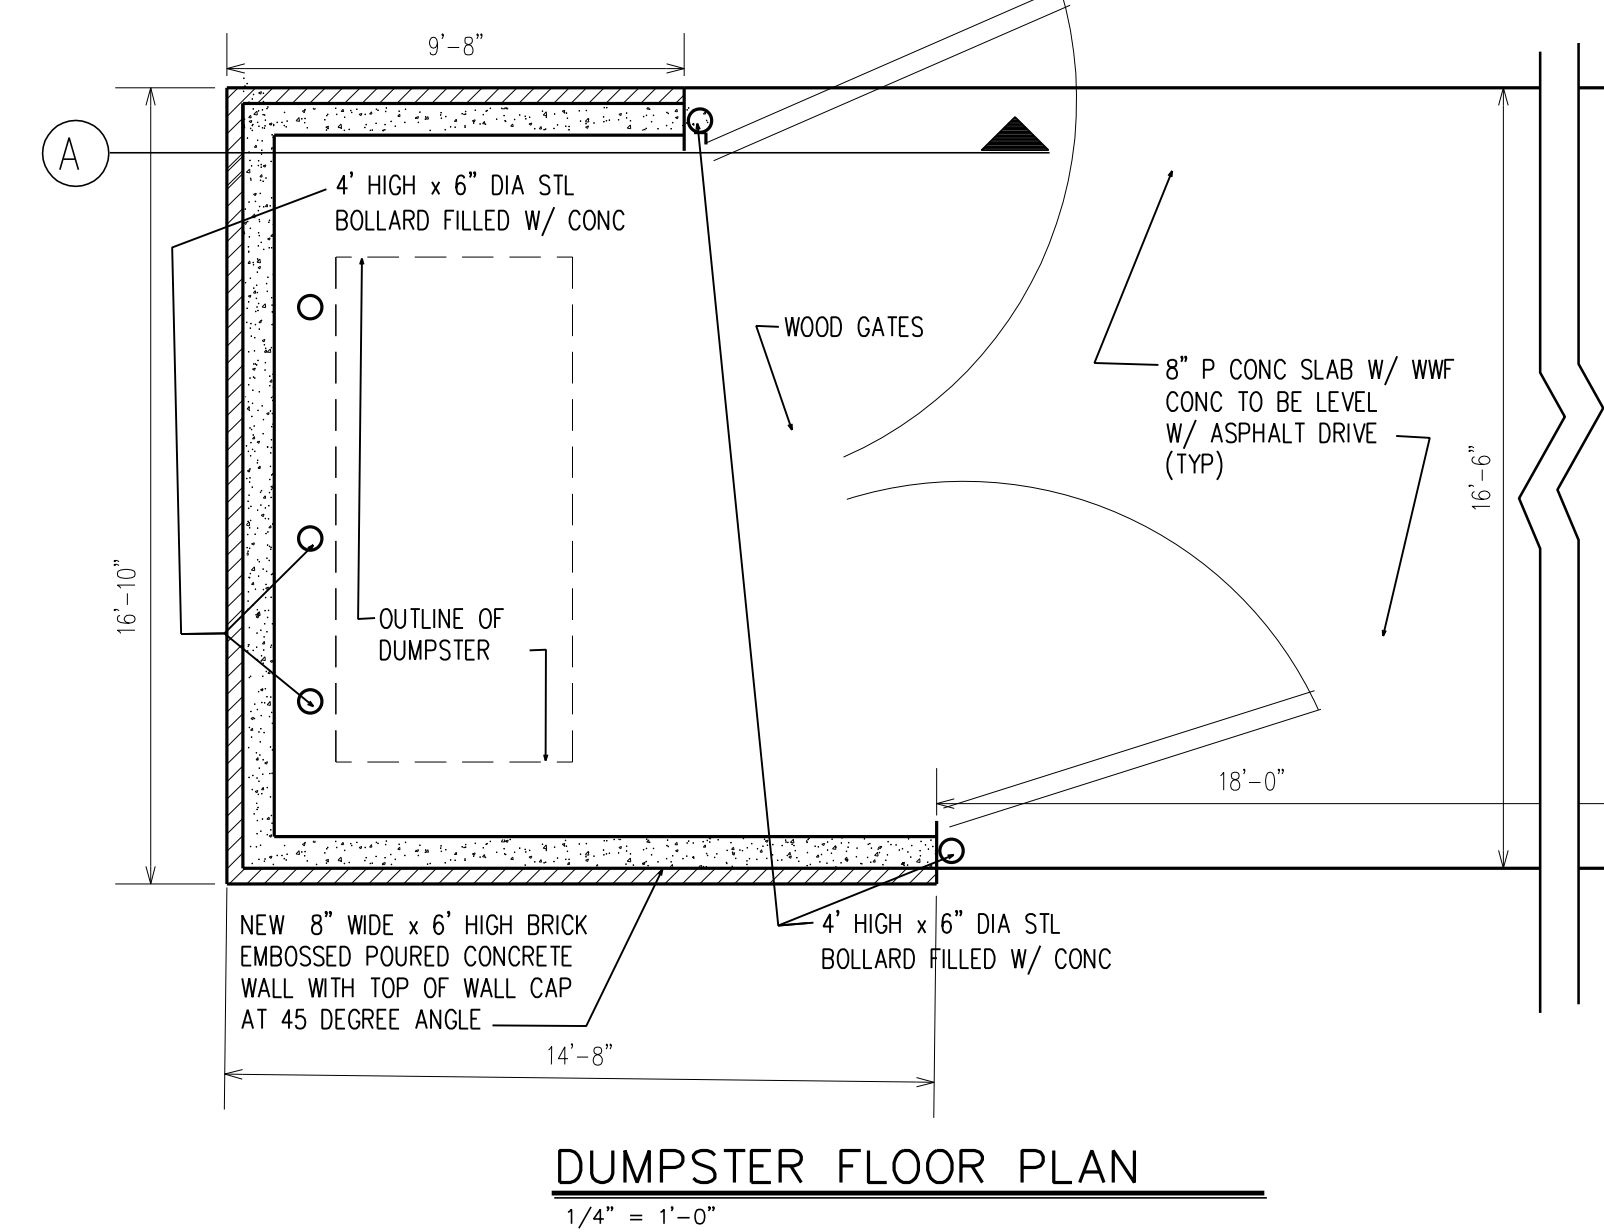 9'-8"
A
4' HIGH x 6" DIA STL
BOLLARD FILLED W/ CONC
WOOD GATES
8" P CONC SLAB W/ WWF
CONC TO BE LEVEL
W/ ASPHALT DRIVE
(TYP)
16'-6"
16'-10"
OUTLINE OF
DUMPSTER
18'-0"
NEW 8" WIDE x 6' HIGH BRICK
EMBOSSED POURED CONCRETE
WALL WITH TOP OF WALL CAP
AT 45 DEGREE ANGLE
4' HIGH x 6" DIA STL
BOLLARD FILLED W/ CONC
14'-8"
DUMPSTER FLOOR PLAN
1/4" = 1'-0"